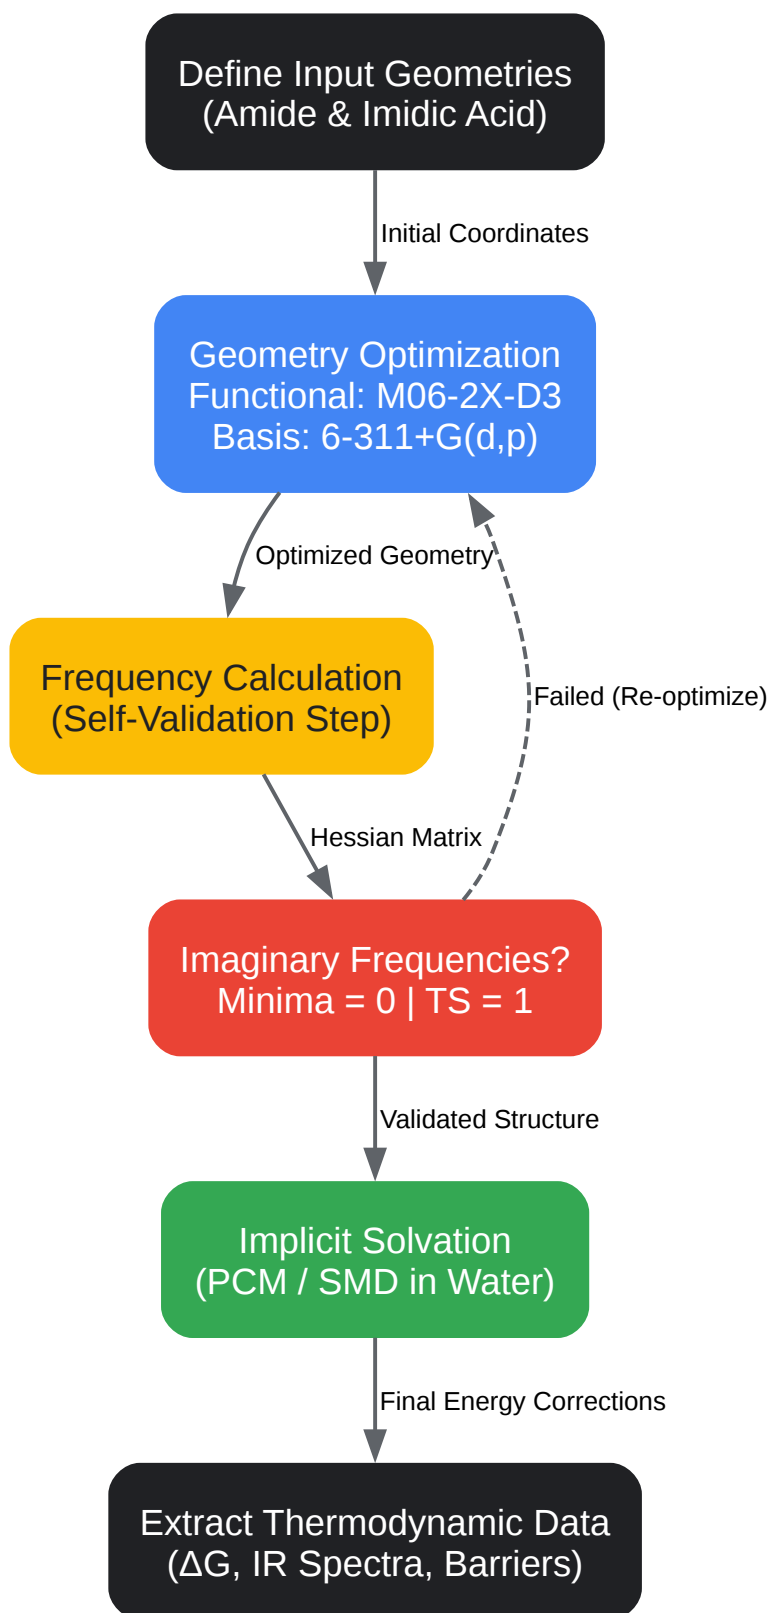 Define Input Geometries
(Amide & Imidic Acid)
Initial Coordinates
Geometry Optimization
Functional: M06-2X-D3
Basis: 6-311+G(d,p)
Optimized Geometry
Frequency Calculation
(Self-Validation Step)
Failed (Re-optimize)
Hessian Matrix
Imaginary Frequencies?
Minima = 0 | TS = 1
Validated Structure
Implicit Solvation
(PCM / SMD in Water)
Final Energy Corrections
Extract Thermodynamic Data
(ΔG, IR Spectra, Barriers)